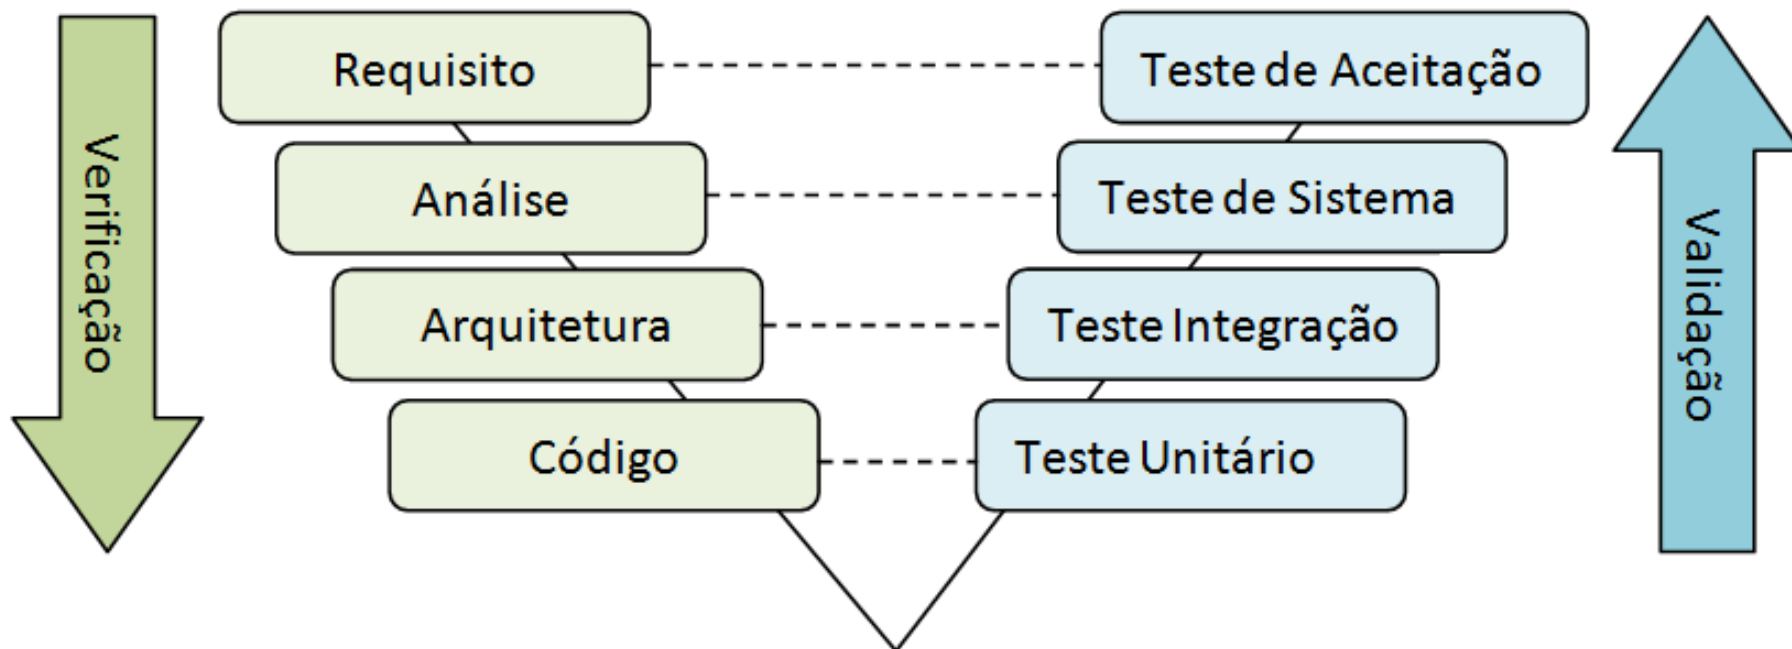 Requisito
Teste de Aceitação
Análise
Teste de Sistema
Arquitetura
Teste Integração
Código
Teste Unitário
Verificação
Validação